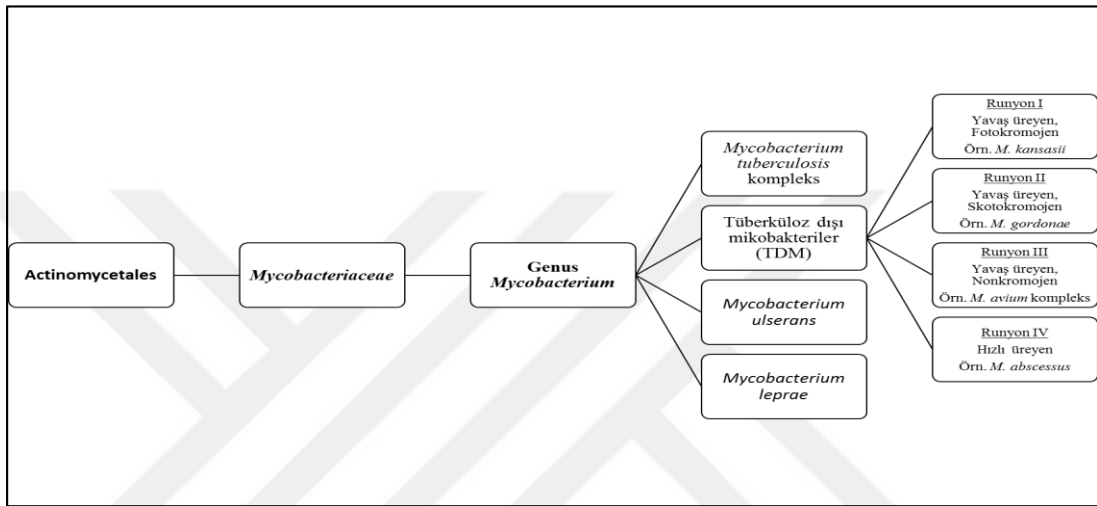 Actinomycetales
Mycobacteriaceae
Genus
Mycobacterium
Mycobacterium
tuberculosis
kompleks
Tüberküloz dışı
mikobakteriler
(TDM)
Mycobacterium
ulserans
Mycobacterium
leprae
Runyon I
Yavaş üreyen,
Fotokromojen
Örn. M. kansasii
Runyon II
Yavaş üreyen,
Skotokromojen
Örn. M. gordonae
Runyon III
Yavaş üreyen,
Nonkromojen
Örn. M. avium kompleks
Runyon IV
Hızlı üreyen
Örn. M. abscessus